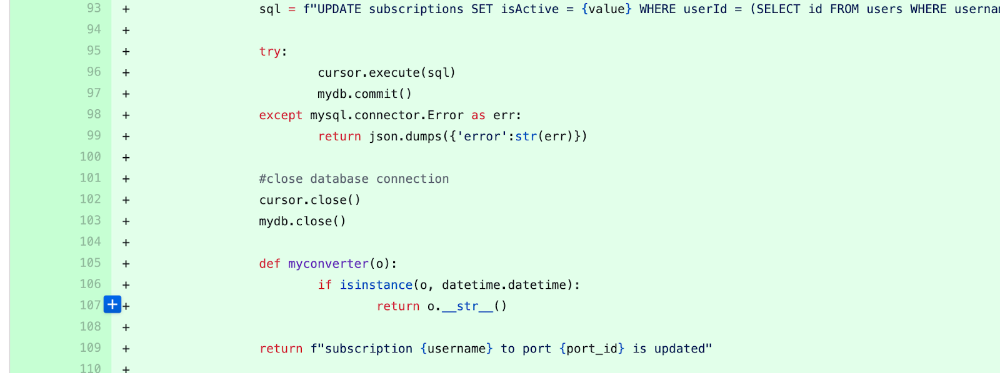 93 + sql = f"UPDATE subscriptions SET isActive = {value} WHERE userId = (SELECT id FROM users WHERE
94 +
95 + try:
96 + cursor.execute(sql)
97 + mydb.commit()
98 + except mysql.connector.Error as err:
99 + return json.dumps({'error':str(err)})
100 +
101 + #close database connection
102 + cursor.close()
103 + mydb.close()
104 +
105 + def myconverter(o):
106 + if isinstance(o, datetime.datetime):
107 + + return o.__str__()
108 +
109 + return f"subscription {username} to port {port_id} is updated"
110 +